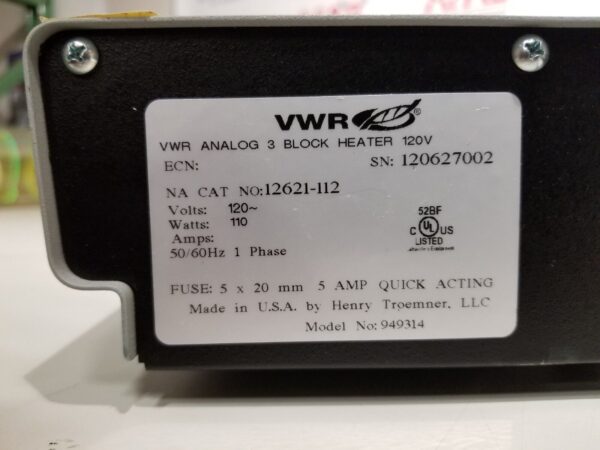 VWR®
VWR ANALOG 3 BLOCK HEATER 120V
ECN: SN: 120627002
NA CAT NO:12621-112
Volts: 120~
Watts: 110
Amps:
50/60Hz 1 Phase
52BF
C UL US
LISTED
FUSE: 5 x 20 mm 5 AMP QUICK ACTING
Made in U.S.A. by Henry Troemner, LLC
Model No: 949314